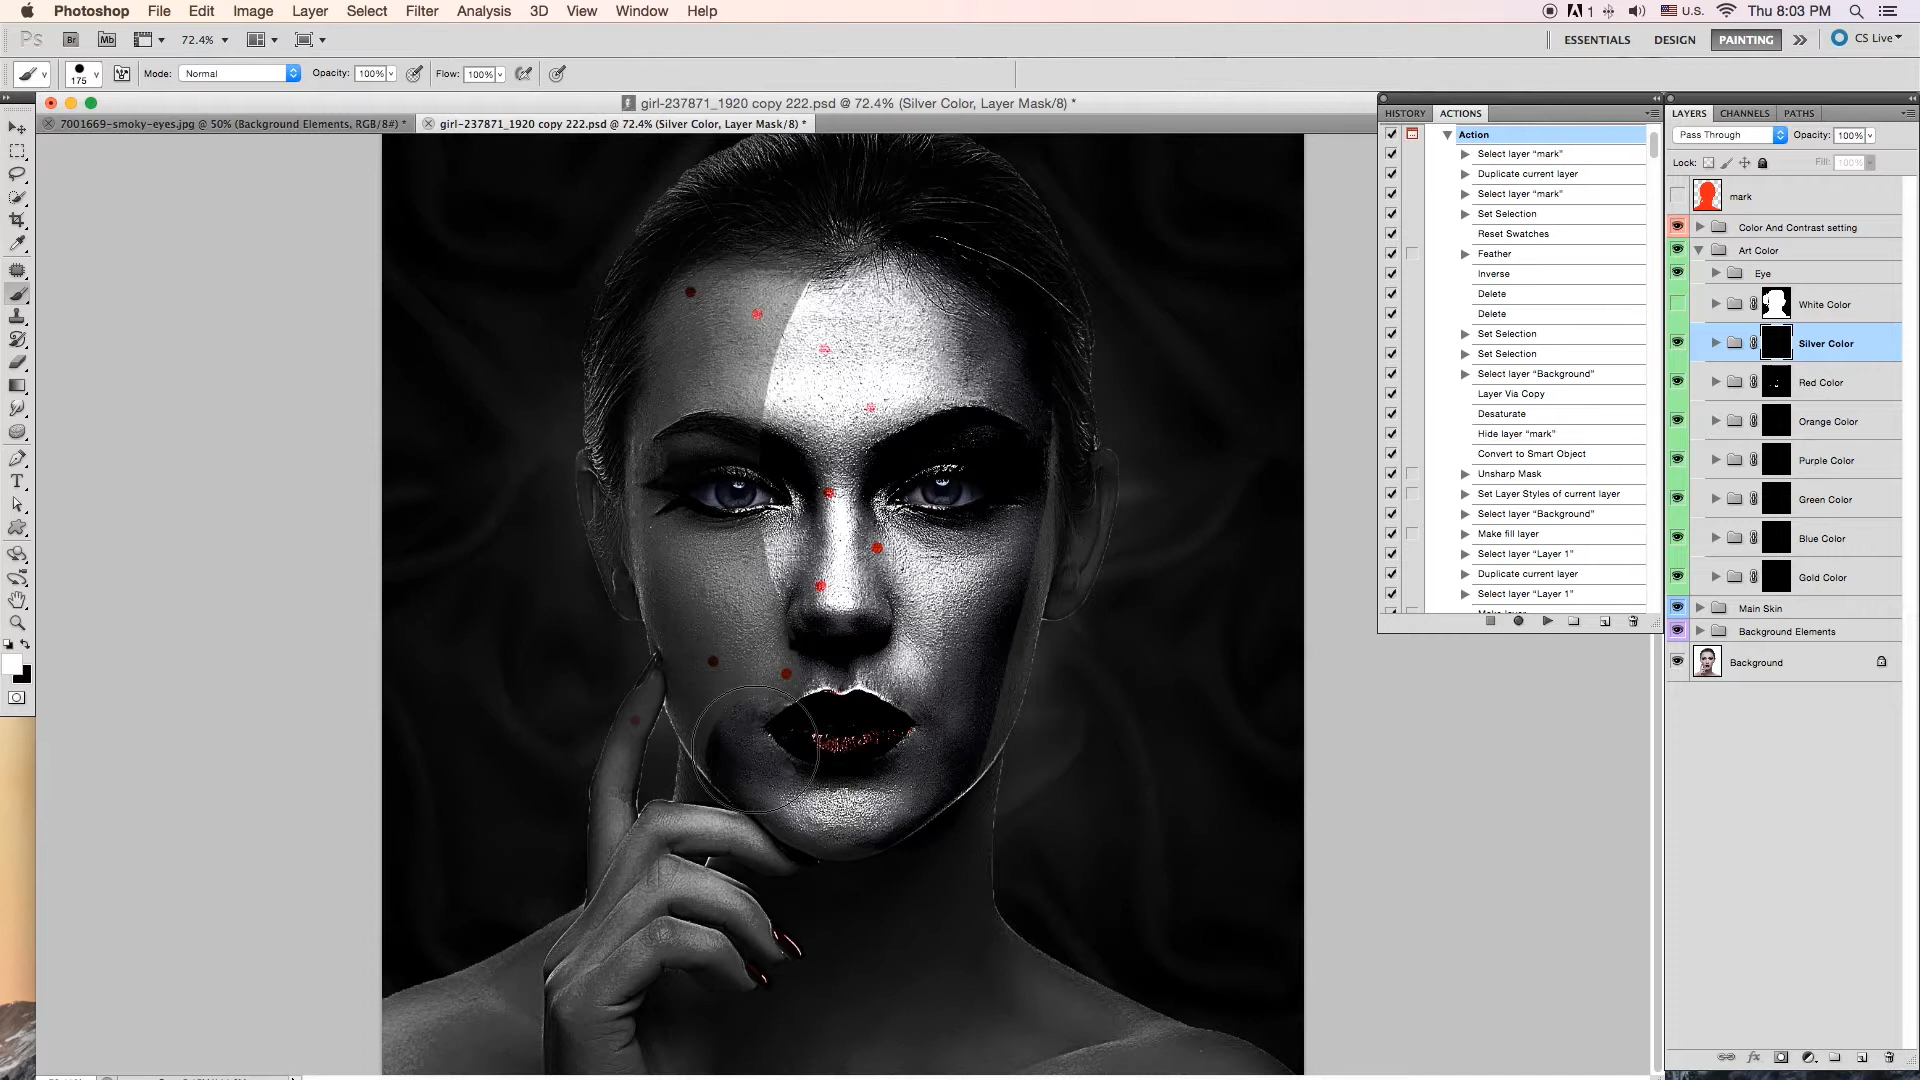 Photoshop File Edit Image Layer Select Filter Analysis 3D View Window Help 1 U.S. Thu 8:03 PM
Ps Br Mb 72.4% ESSENTIALS DESIGN PAINTING CS Live
175 Mode: Normal Opacity: 100% Flow: 100%
girl-237871_1920 copy 222.psd @ 72.4% (Silver Color, Layer Mask/8) *
7001669-smoky-eyes.jpg @ 50% (Background Elements, RGB/8#) * girl-237871_1920 copy 222.psd @ 72.4% (Silver Color, Layer Mask/8) *
HISTORY ACTIONS
Action
Select layer “mark”
Duplicate current layer
Select layer “mark”
Set Selection
Reset Swatches
Feather
Inverse
Delete
Delete
Set Selection
Set Selection
Select layer “Background”
Layer Via Copy
Desaturate
Hide layer “mark”
Convert to Smart Object
Unsharp Mask
Set Layer Styles of current layer
Select layer “Background”
Make fill layer
Select layer “Layer 1”
Duplicate current layer
Select layer “Layer 1”
LAYERS CHANNELS PATHS
Pass Through Opacity: 100%
Lock: Fill: 100%
mark
Color And Contrast setting
Art Color
Eye
White Color
Silver Color
Red Color
Orange Color
Purple Color
Green Color
Blue Color
Gold Color
Main Skin
Background Elements
Background
fx
T